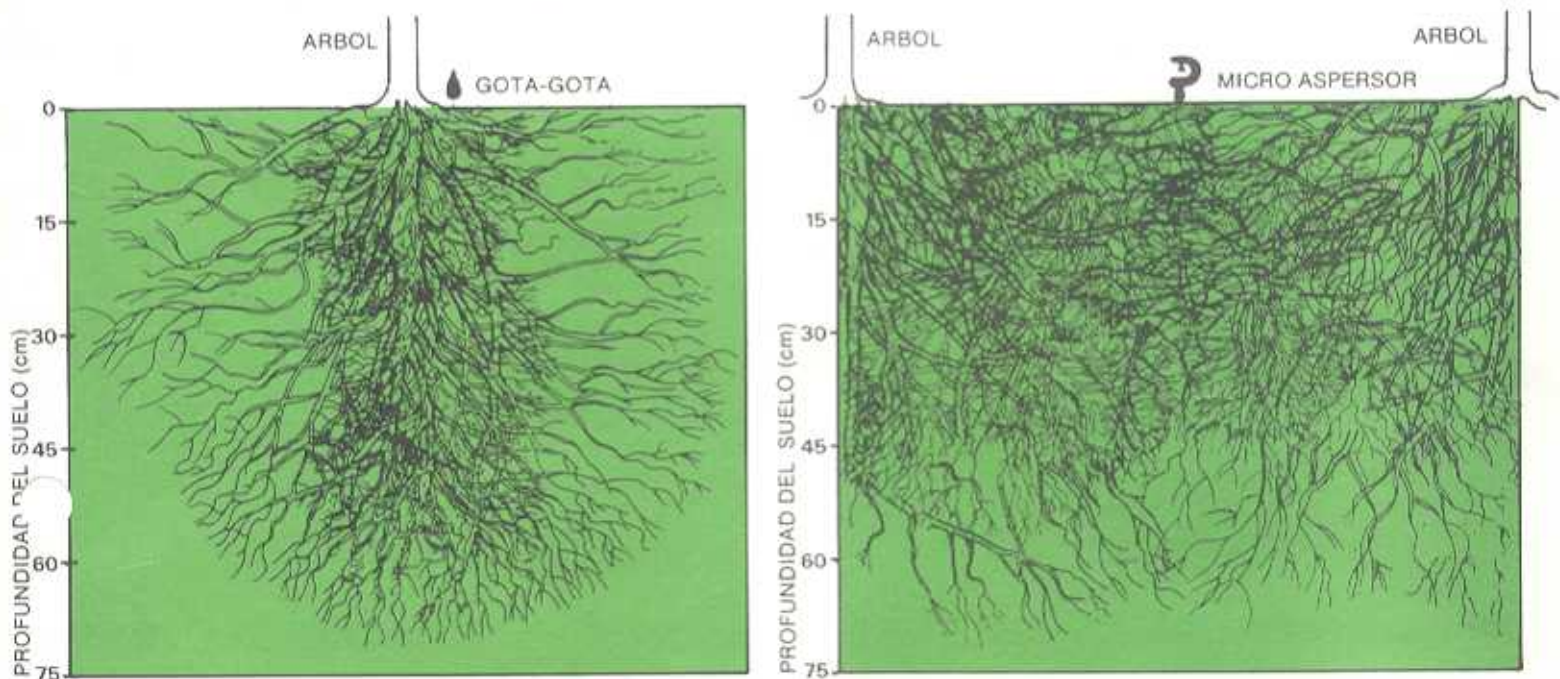 ARBOL
GOTA-GOTA
0
15
30
45
60
75
PROFUNDIDAD DEL SUELO (cm)
ARBOL
ARBOL
MICRO ASPERSOR
0
15
30
45
60
75
PROFUNDIDAD DEL SUELO (cm)